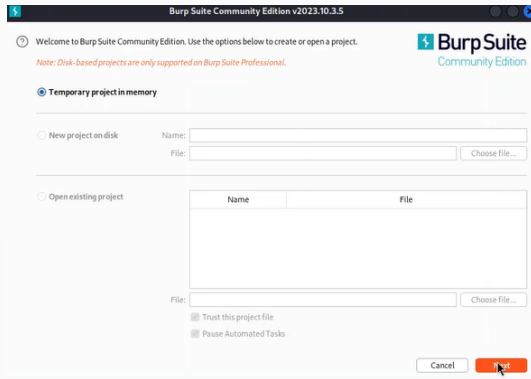 Burp Suite Community Edition v2023.10.3.5
Welcome to Burp Suite Community Edition. Use the options below to create or open a project.
Note: Disk-based projects are only supported on Burp Suite Professional.
Burp Suite
Community Edition
Temporary project in memory
New project on disk Name:
File: Choose file...
Open existing project Name File
File: Choose file...
Trust this project file
Pause Automated Tasks
Cancel Next